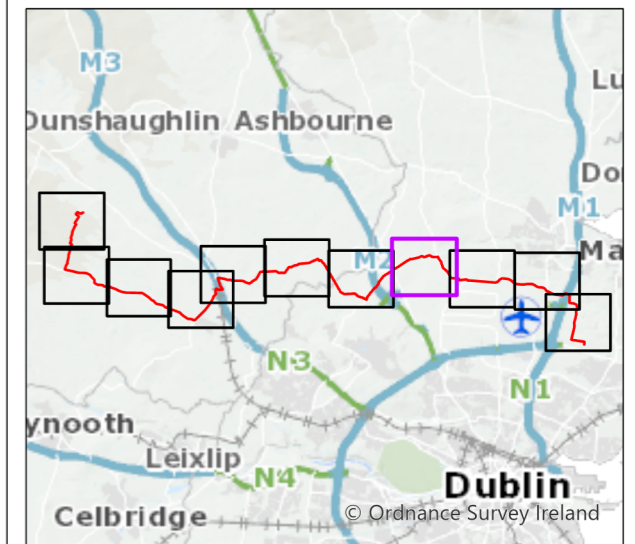 M3
Lu
Dunshaughlin
Ashbourne
Do
M1
M2
Ma
N3
N1
ynooth
Leixlip
N4
Dublin
Celbridge
© Ordnance Survey Ireland